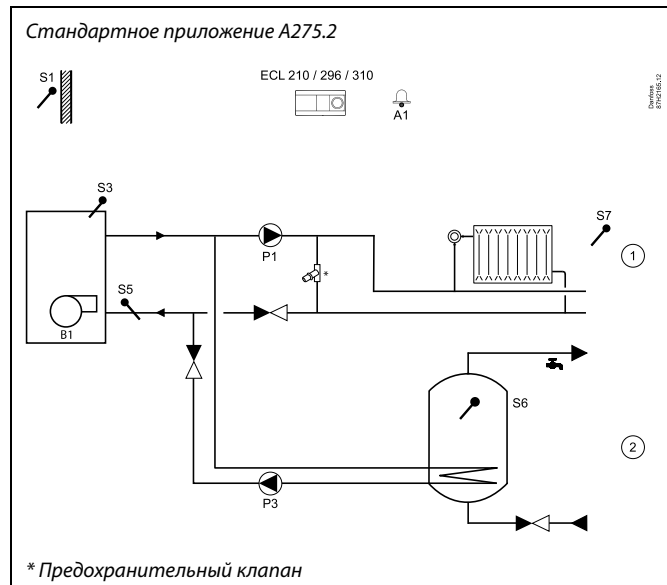 Стандартное приложение A275.2
S1
ECL 210 / 296 / 310
A1
Danfoss
87H2165.12
S3
P1
*
S7
1
S5
B1
S6
2
P3
* Предохранительный клапан